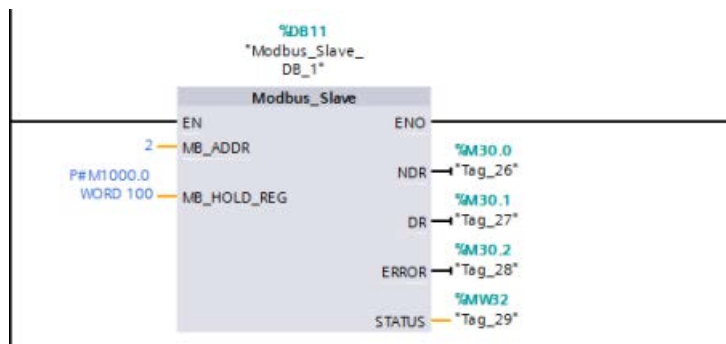 %DB11
"Modbus_Slave_
DB_1"
Modbus_Slave
EN ENO
2 MB_ADDR
%M30.0
NDR "Tag_26"
P#M1000.0
WORD 100 MB_HOLD_REG
%M30.1
DR "Tag_27"
%M30.2
ERROR "Tag_28"
%MW32
STATUS "Tag_29"